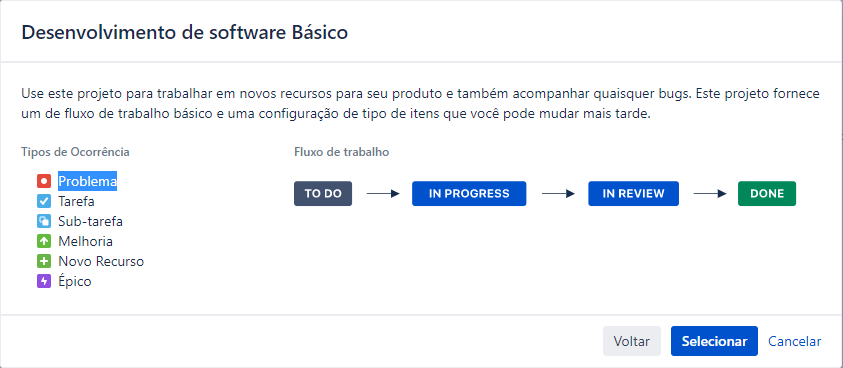 Desenvolvimento de software Básico
Use este projeto para trabalhar em novos recursos para seu produto e também acompanhar quaisquer bugs. Este projeto fornece
um de fluxo de trabalho básico e uma configuração de tipo de itens que você pode mudar mais tarde.
Tipos de Ocorrência
Problema
Tarefa
Sub-tarefa
Melhoria
Novo Recurso
Épico
Fluxo de trabalho
TO DO IN PROGRESS IN REVIEW DONE
Voltar Selecionar Cancelar